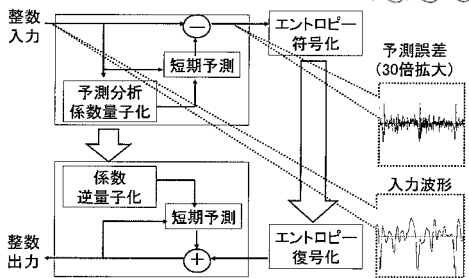 整数
入力
エントロピー
符号化
予測誤差
(30倍拡大)
短期予測
予測分析
係数量子化
係数
逆量子化
入力波形
短期予測
整数
出力
エントロピー
復号化